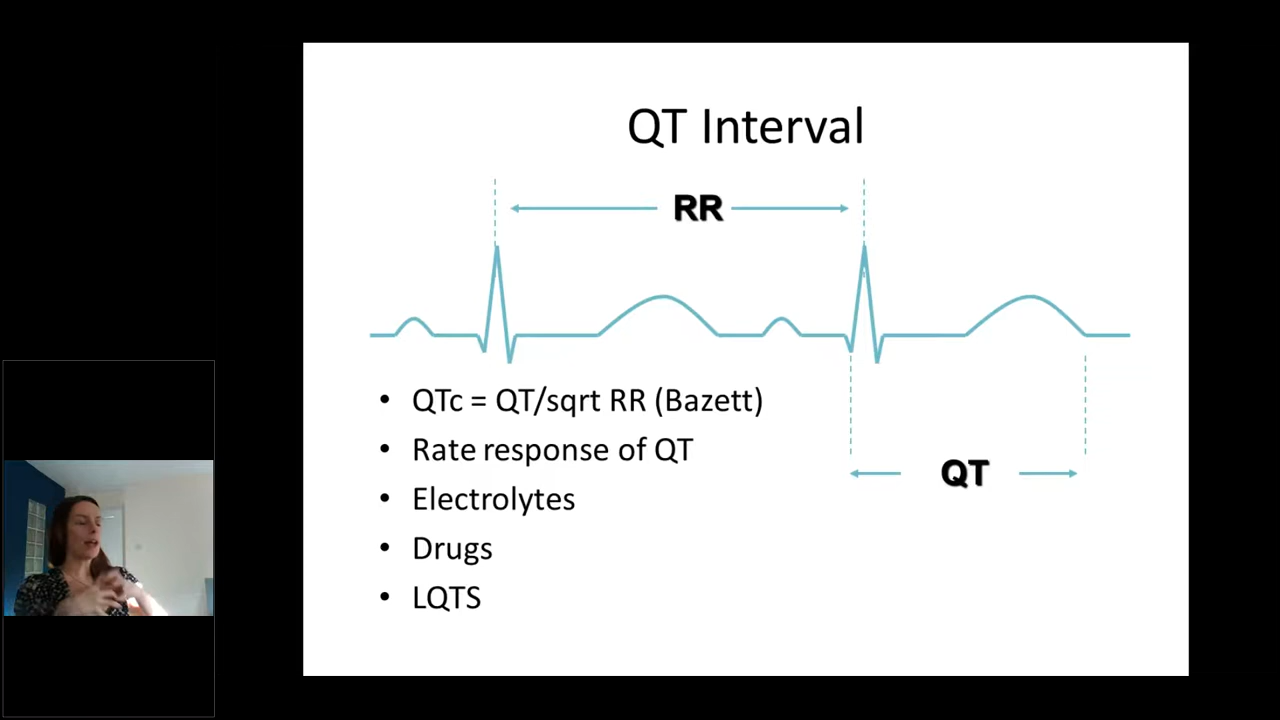 QT Interval
RR
• QTc = QT/sqrt RR (Bazett)
• Rate response of QT
• Electrolytes
• Drugs
• LQTS
QT